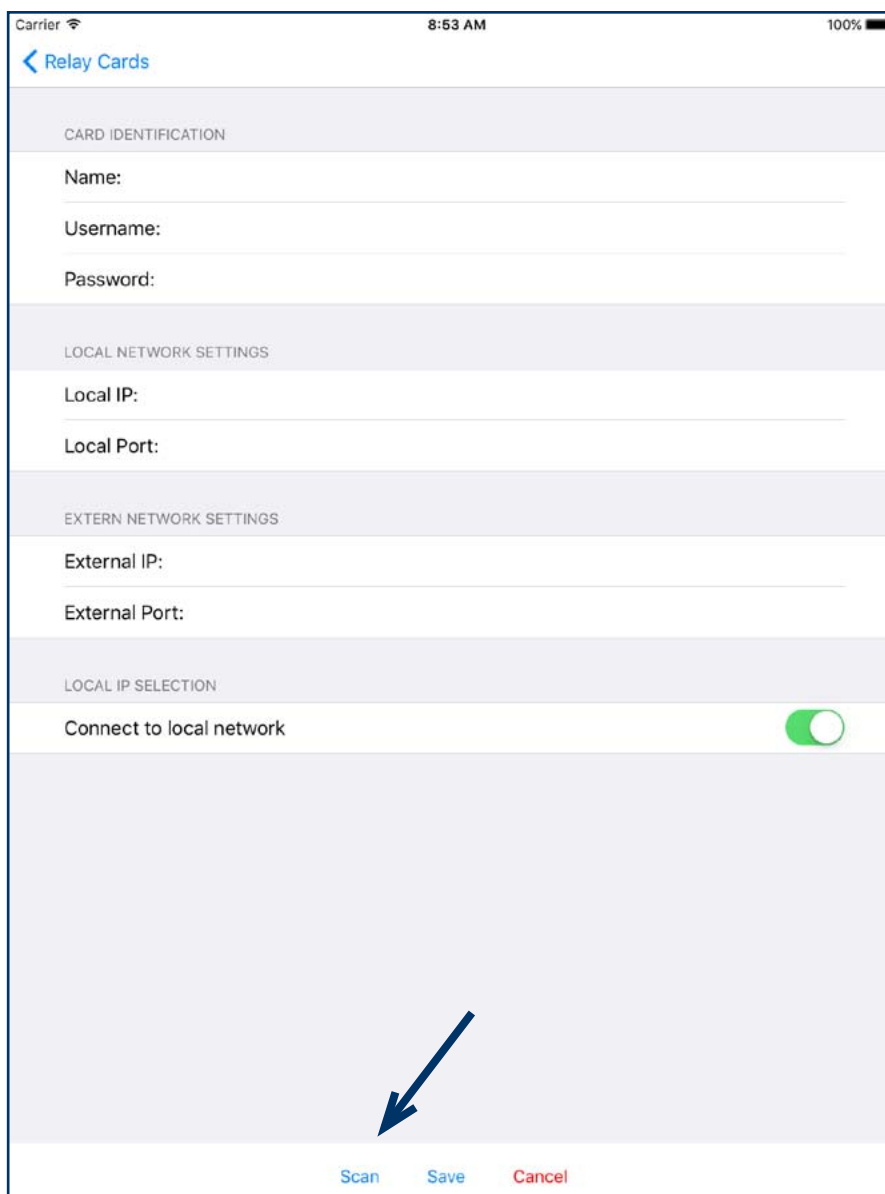 Carrier 8:53 AM 100%
Relay Cards
CARD IDENTIFICATION
Name:
Username:
Password:
LOCAL NETWORK SETTINGS
Local IP:
Local Port:
EXTERN NETWORK SETTINGS
External IP:
External Port:
LOCAL IP SELECTION
Connect to local network
Scan Save Cancel